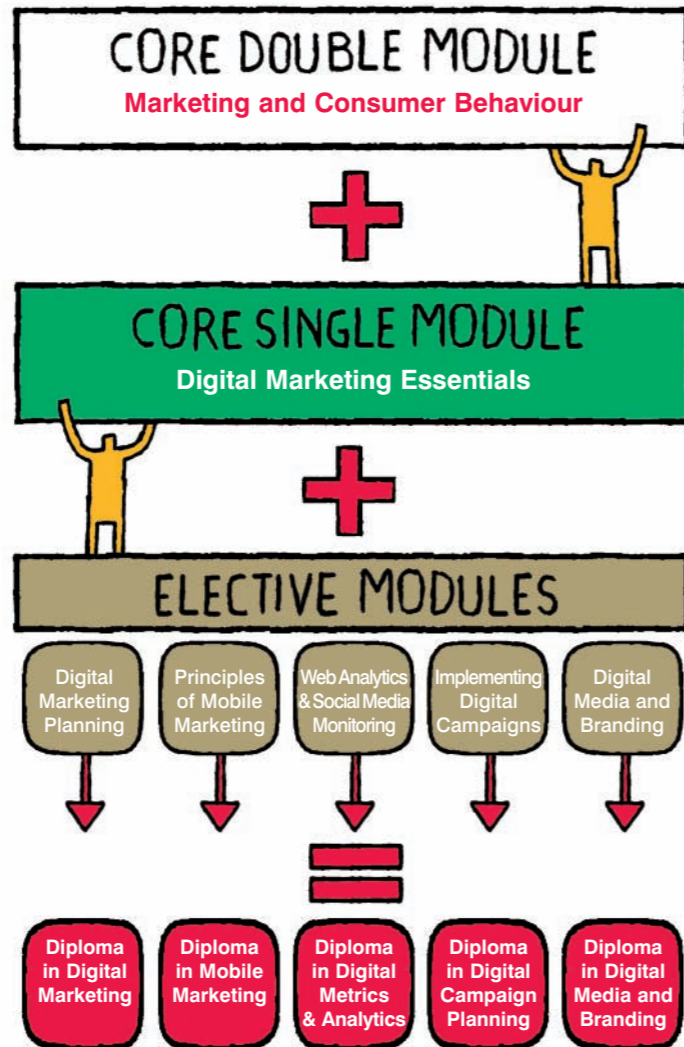 CORE DOUBLE MODULE
Marketing and Consumer Behaviour
CORE SINGLE MODULE
Digital Marketing Essentials
ELECTIVE MODULES
Digital
Marketing
Planning
Principles
of Mobile
Marketing
Web Analytics
& Social Media
Monitoring
Implementing
Digital
Campaigns
Digital
Media and
Branding
Diploma
in Digital
Marketing
Diploma
in Mobile
Marketing
Diploma
in Digital
Metrics
& Analytics
Diploma
in Digital
Campaign
Planning
Diploma
in Digital
Media and
Branding